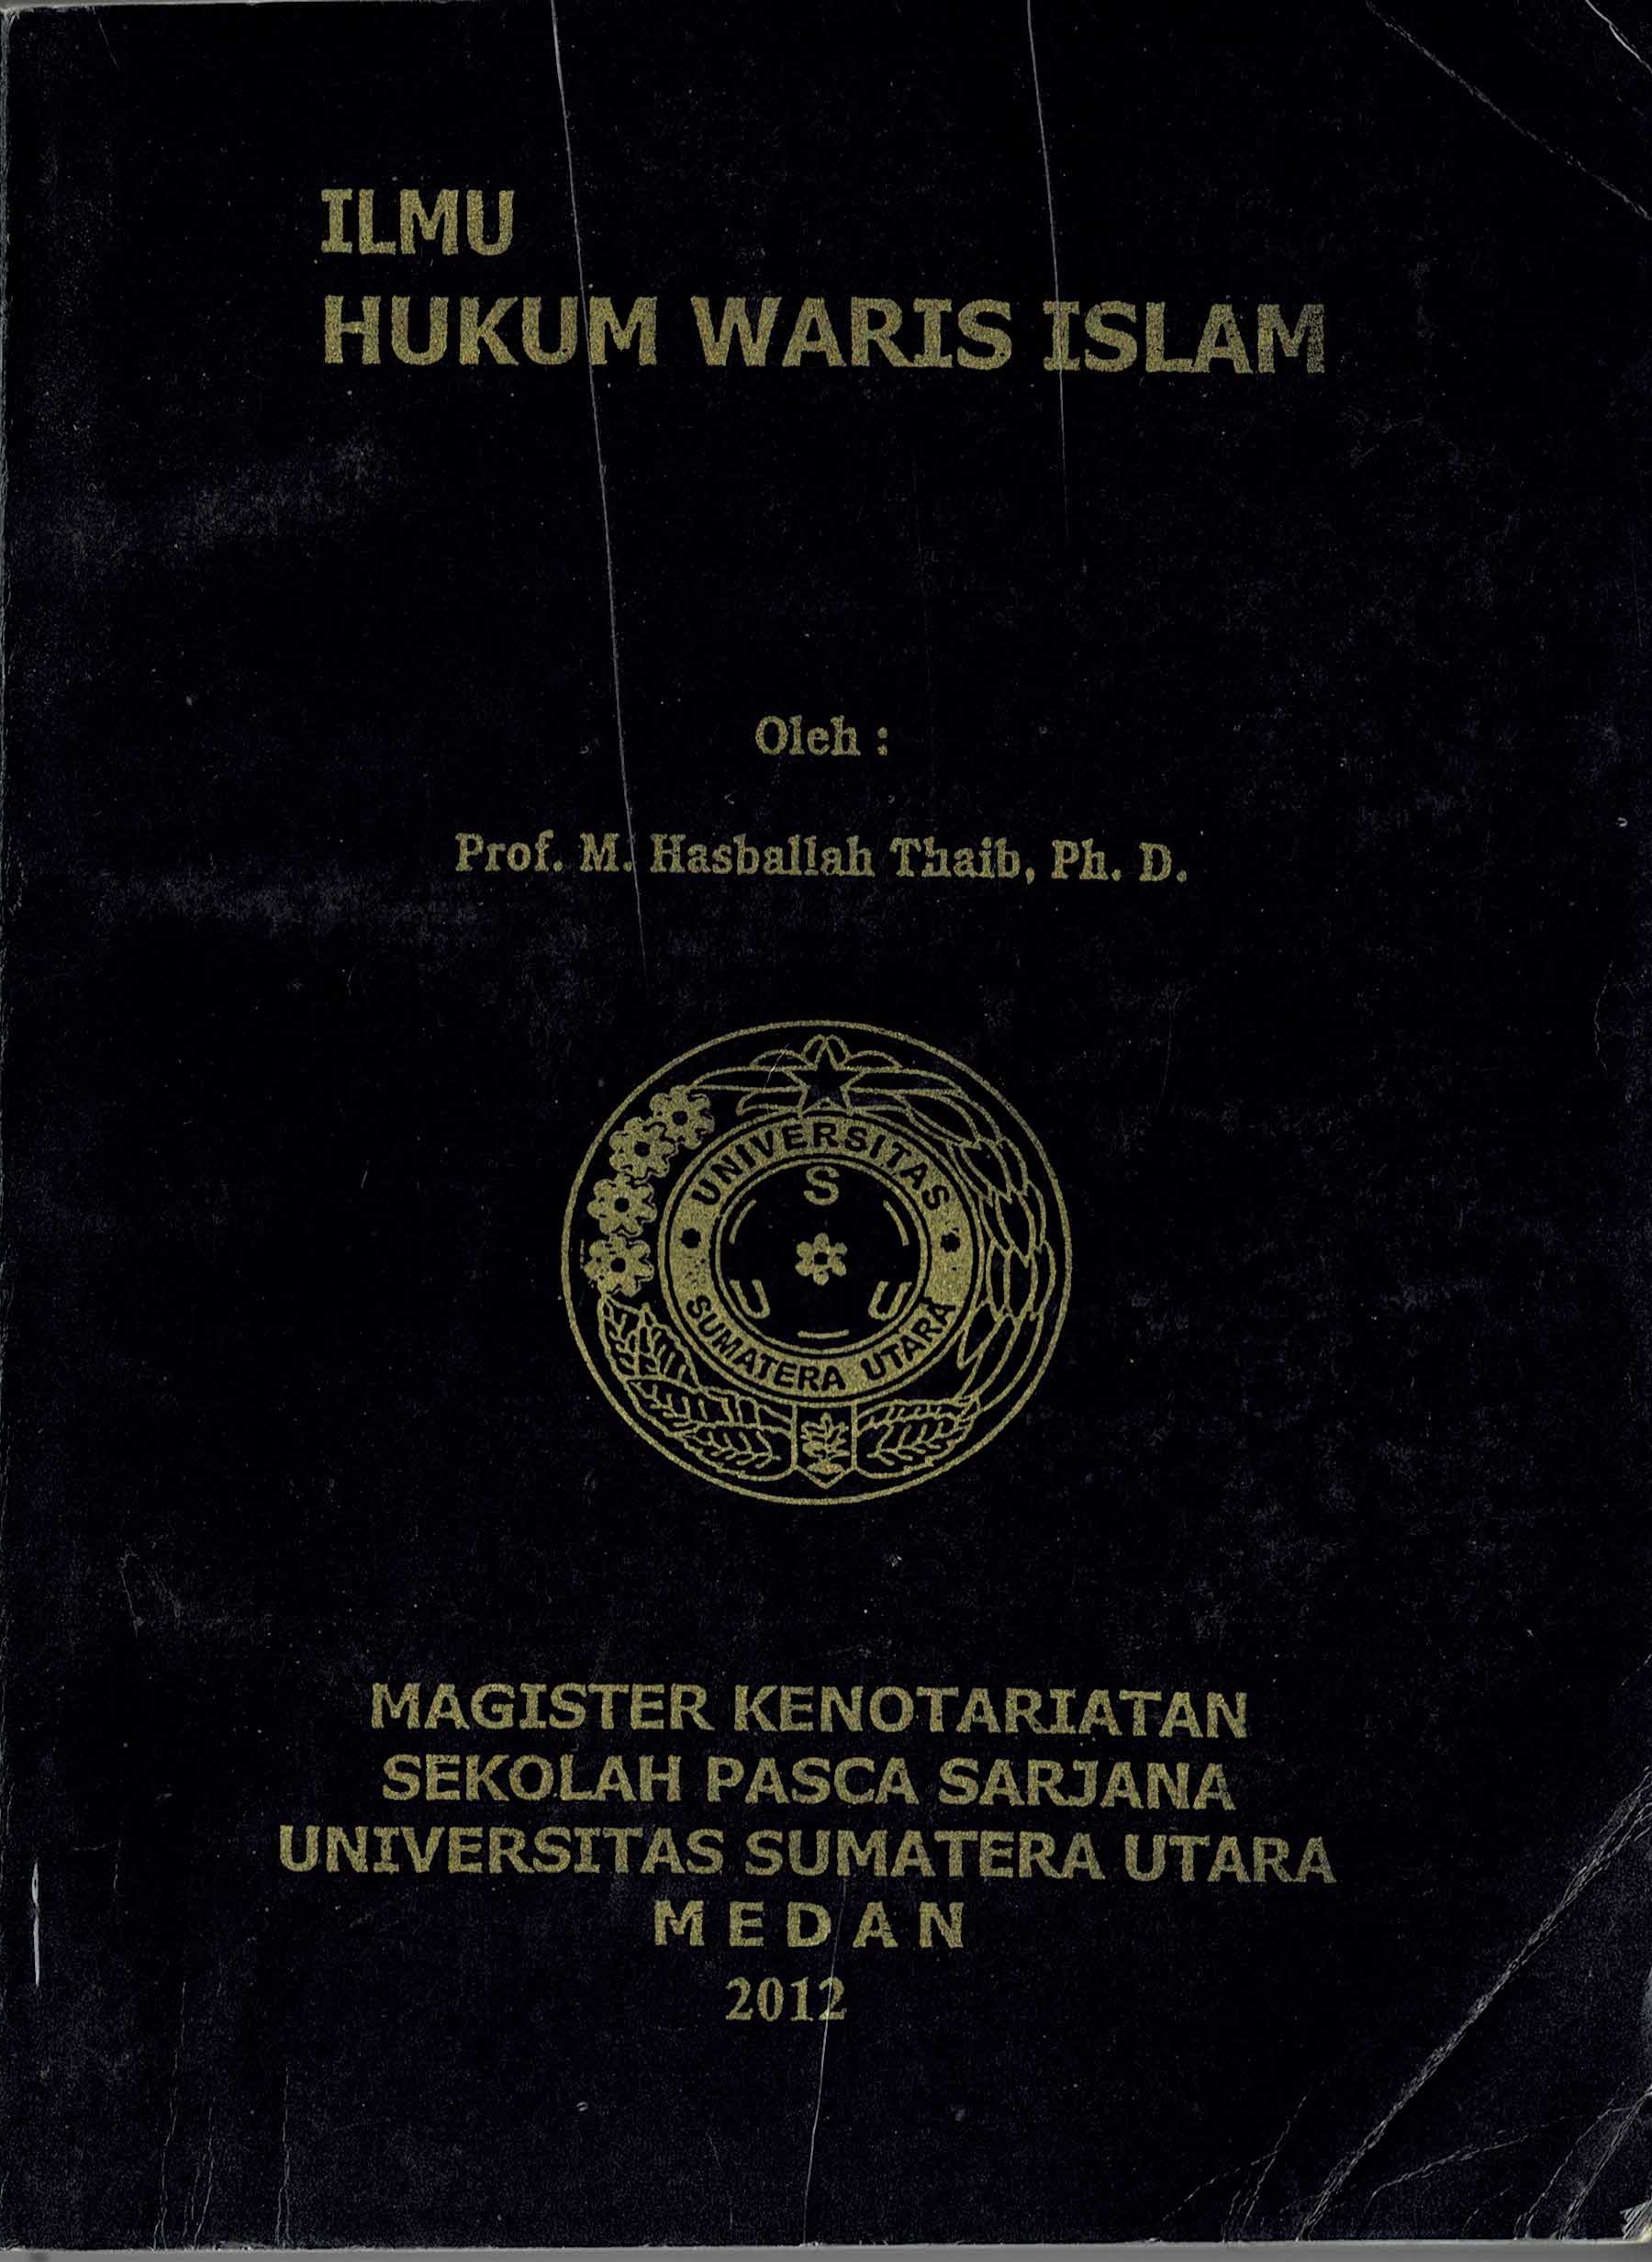 ILMU
HUKUM WARIS ISLAM
Oleh :
Prof. M. Hasballah Thaib, Ph. D.
UNIVERSITAS
S
U U
SUMATERA UTARA
MAGISTER KENOTARIATAN
SEKOLAH PASCA SARJANA
UNIVERSITAS SUMATERA UTARA
M E D A N
2012